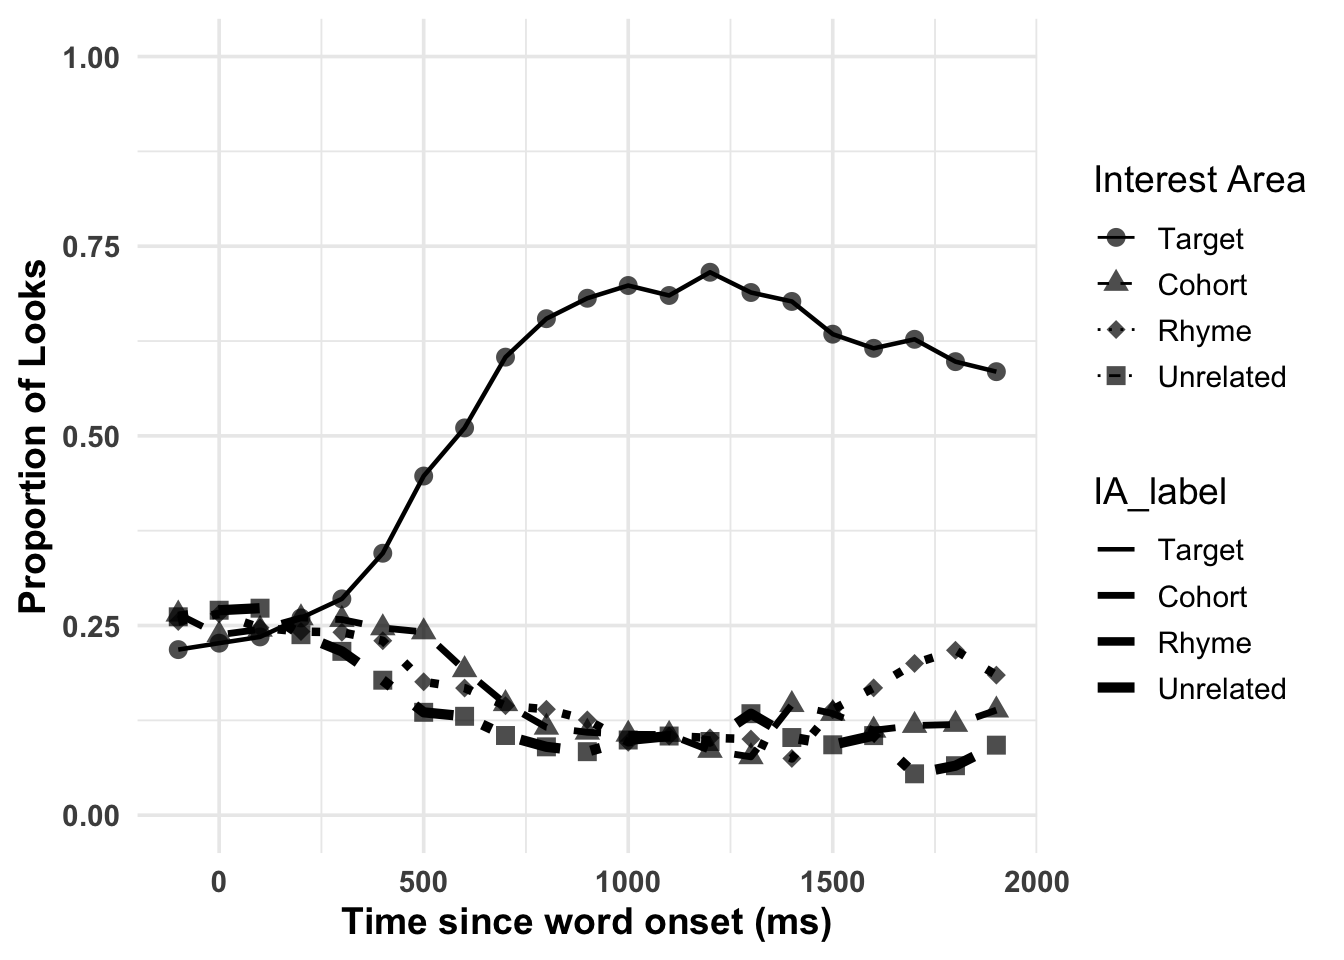 1.00
0.75
0.50
0.25
0.00
Proportion of Looks
0 500 1000 1500 2000
Time since word onset (ms)
Interest Area
Target
Cohort
Rhyme
Unrelated
IA_label
Target
Cohort
Rhyme
Unrelated